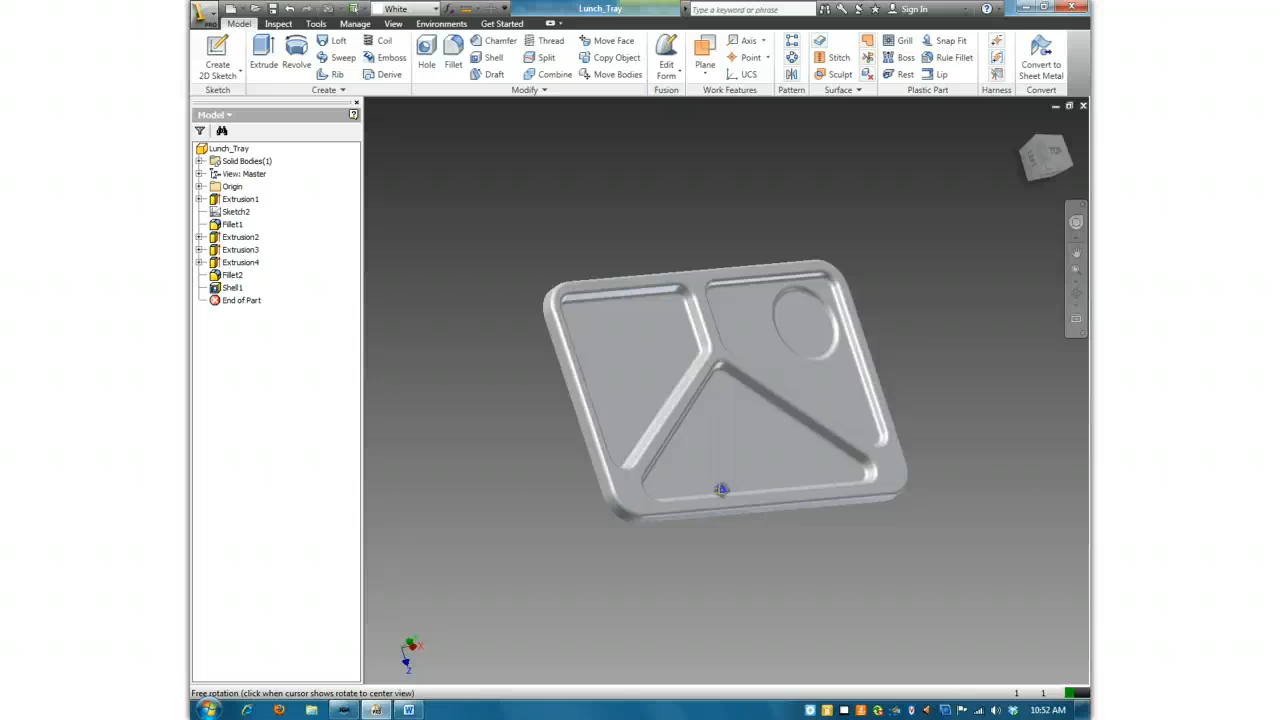 White
Lunch_Tray
Type a keyword or phrase
Sign In
PRO
Model Inspect Tools Manage View Environments Get Started
Create 2D Sketch
Extrude
Revolve
Loft
Sweep
Rib
Coil
Emboss
Derive
Hole
Fillet
Chamfer
Shell
Draft
Thread
Split
Combine
Move Face
Copy Object
Move Bodies
Edit Form
Plane
Axis
Point
UCS
Stitch
Sculpt
Grill
Boss
Rest
Snap Fit
Rule Fillet
Lip
Convert to Sheet Metal
Sketch Create Modify Fusion Work Features Pattern Surface Plastic Part Harness Convert
Model
Lunch_Tray
Solid Bodies(1)
View: Master
Origin
Extrusion1
Sketch2
Fillet1
Extrusion2
Extrusion3
Extrusion4
Fillet2
Shell1
End of Part
X
Z
Free rotation (click when cursor shows rotate to center view)
1 1
10:52 AM